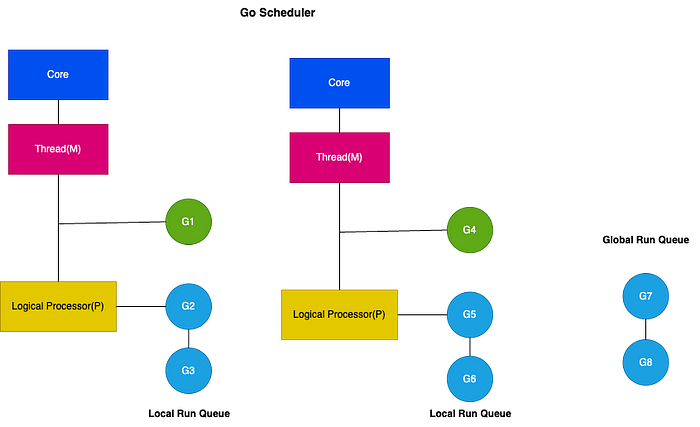 Go Scheduler
Core
Thread(M)
G1
Logical Processor(P)
G2
G3
Local Run Queue
Core
Thread(M)
G4
Logical Processor(P)
G5
G6
Local Run Queue
Global Run Queue
G7
G8